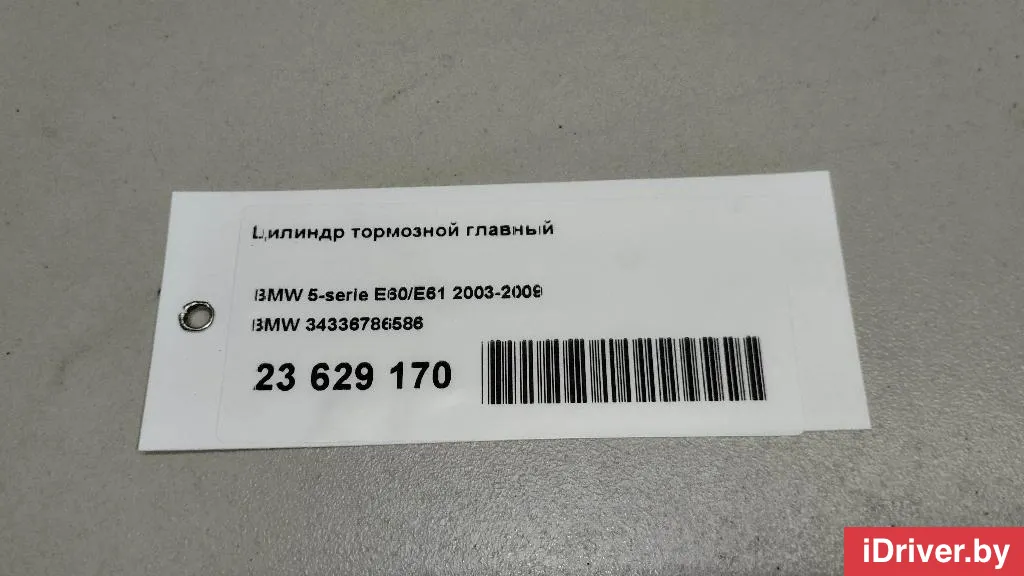 Цилиндр тормозной главный
BMW 5-serie E60/E61 2003-2009
BMW 34336786586
23 629 170
iDriver.by